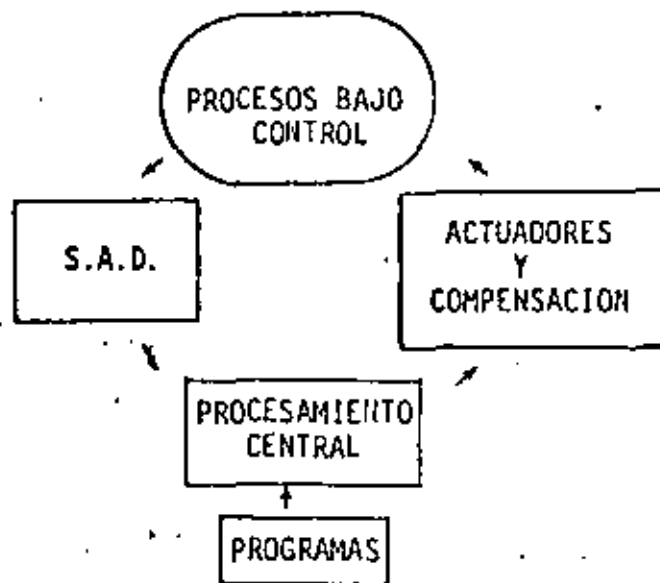 PROCESOS BAJO
CONTROL
S.A.D.
ACTUADORES
Y
COMPENSACION
PROCESAMIENTO
CENTRAL
PROGRAMAS